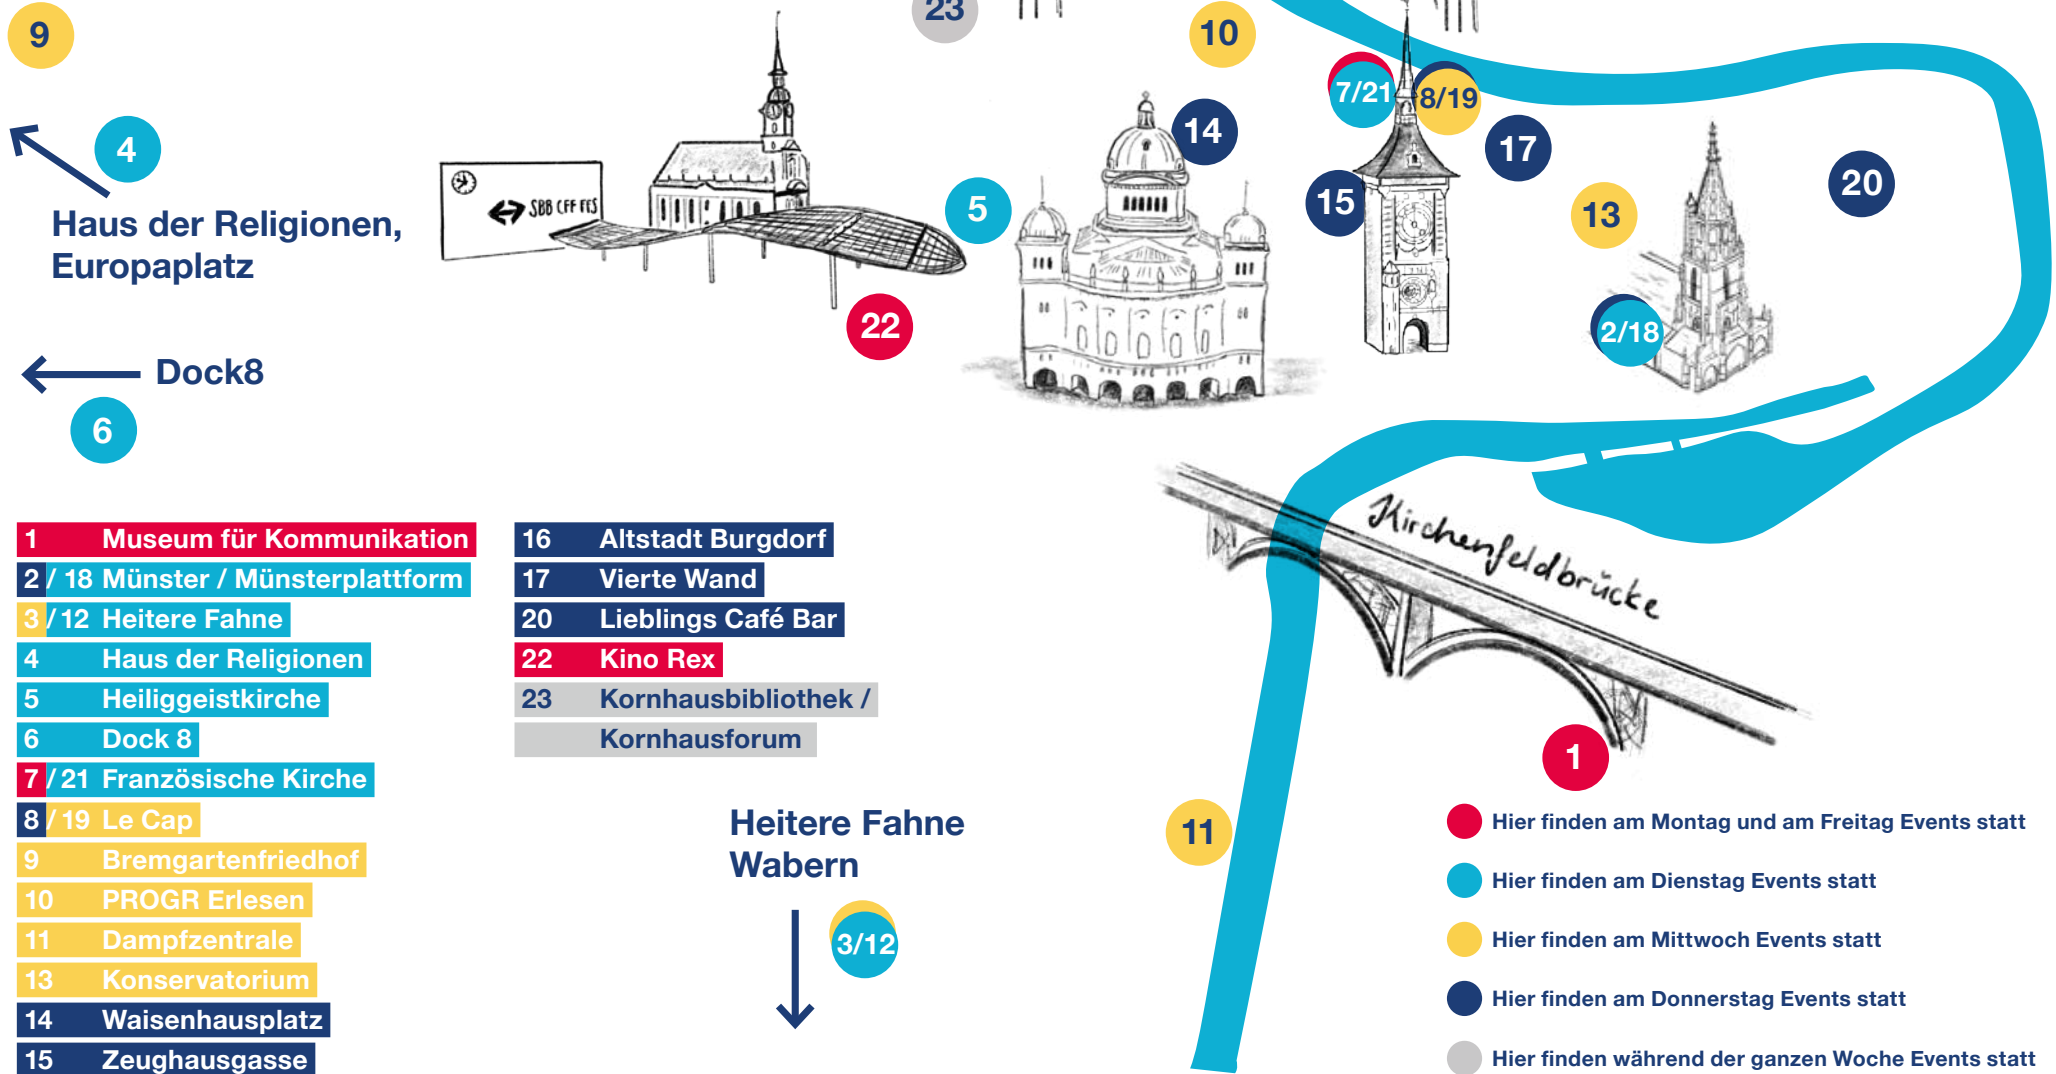 23
9
10
7/21
8/19
4
14
17
SBB CFF FFS
Haus der Religionen,
Europaplatz
5
15
13
20
22
2/18
Dock8
6
Kirchenfeldbrücke
1 Museum für Kommunikation
2 / 18 Münster / Münsterplattform
3 / 12 Heitere Fahne
4 Haus der Religionen
5 Heiliggeistkirche
6 Dock 8
7 / 21 Französische Kirche
8 / 19 Le Cap
9 Bremgartenfriedhof
10 PROGR Erlesen
11 Dampfzentrale
13 Konservatorium
14 Waisenhausplatz
15 Zeughausgasse
16 Altstadt Burgdorf
17 Vierte Wand
20 Lieblings Café Bar
22 Kino Rex
23 Kornhausbibliothek /
Kornhausforum
Heitere Fahne
Wabern
3/12
11
1
Hier finden am Montag und am Freitag Events statt
Hier finden am Dienstag Events statt
Hier finden am Mittwoch Events statt
Hier finden am Donnerstag Events statt
Hier finden während der ganzen Woche Events statt